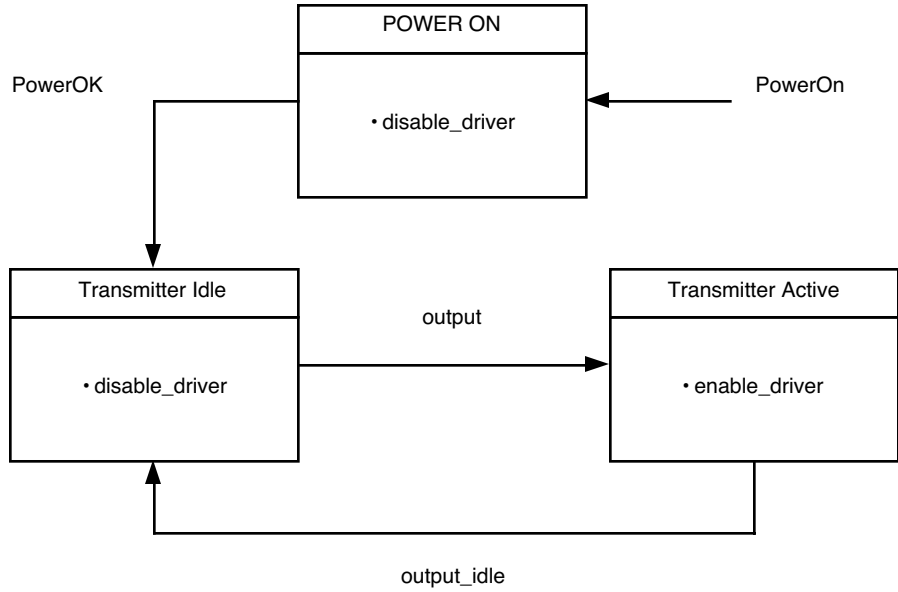 POWER ON
PowerOK
PowerOn
• disable_driver
Transmitter Idle
Transmitter Active
output
• disable_driver
• enable_driver
output_idle